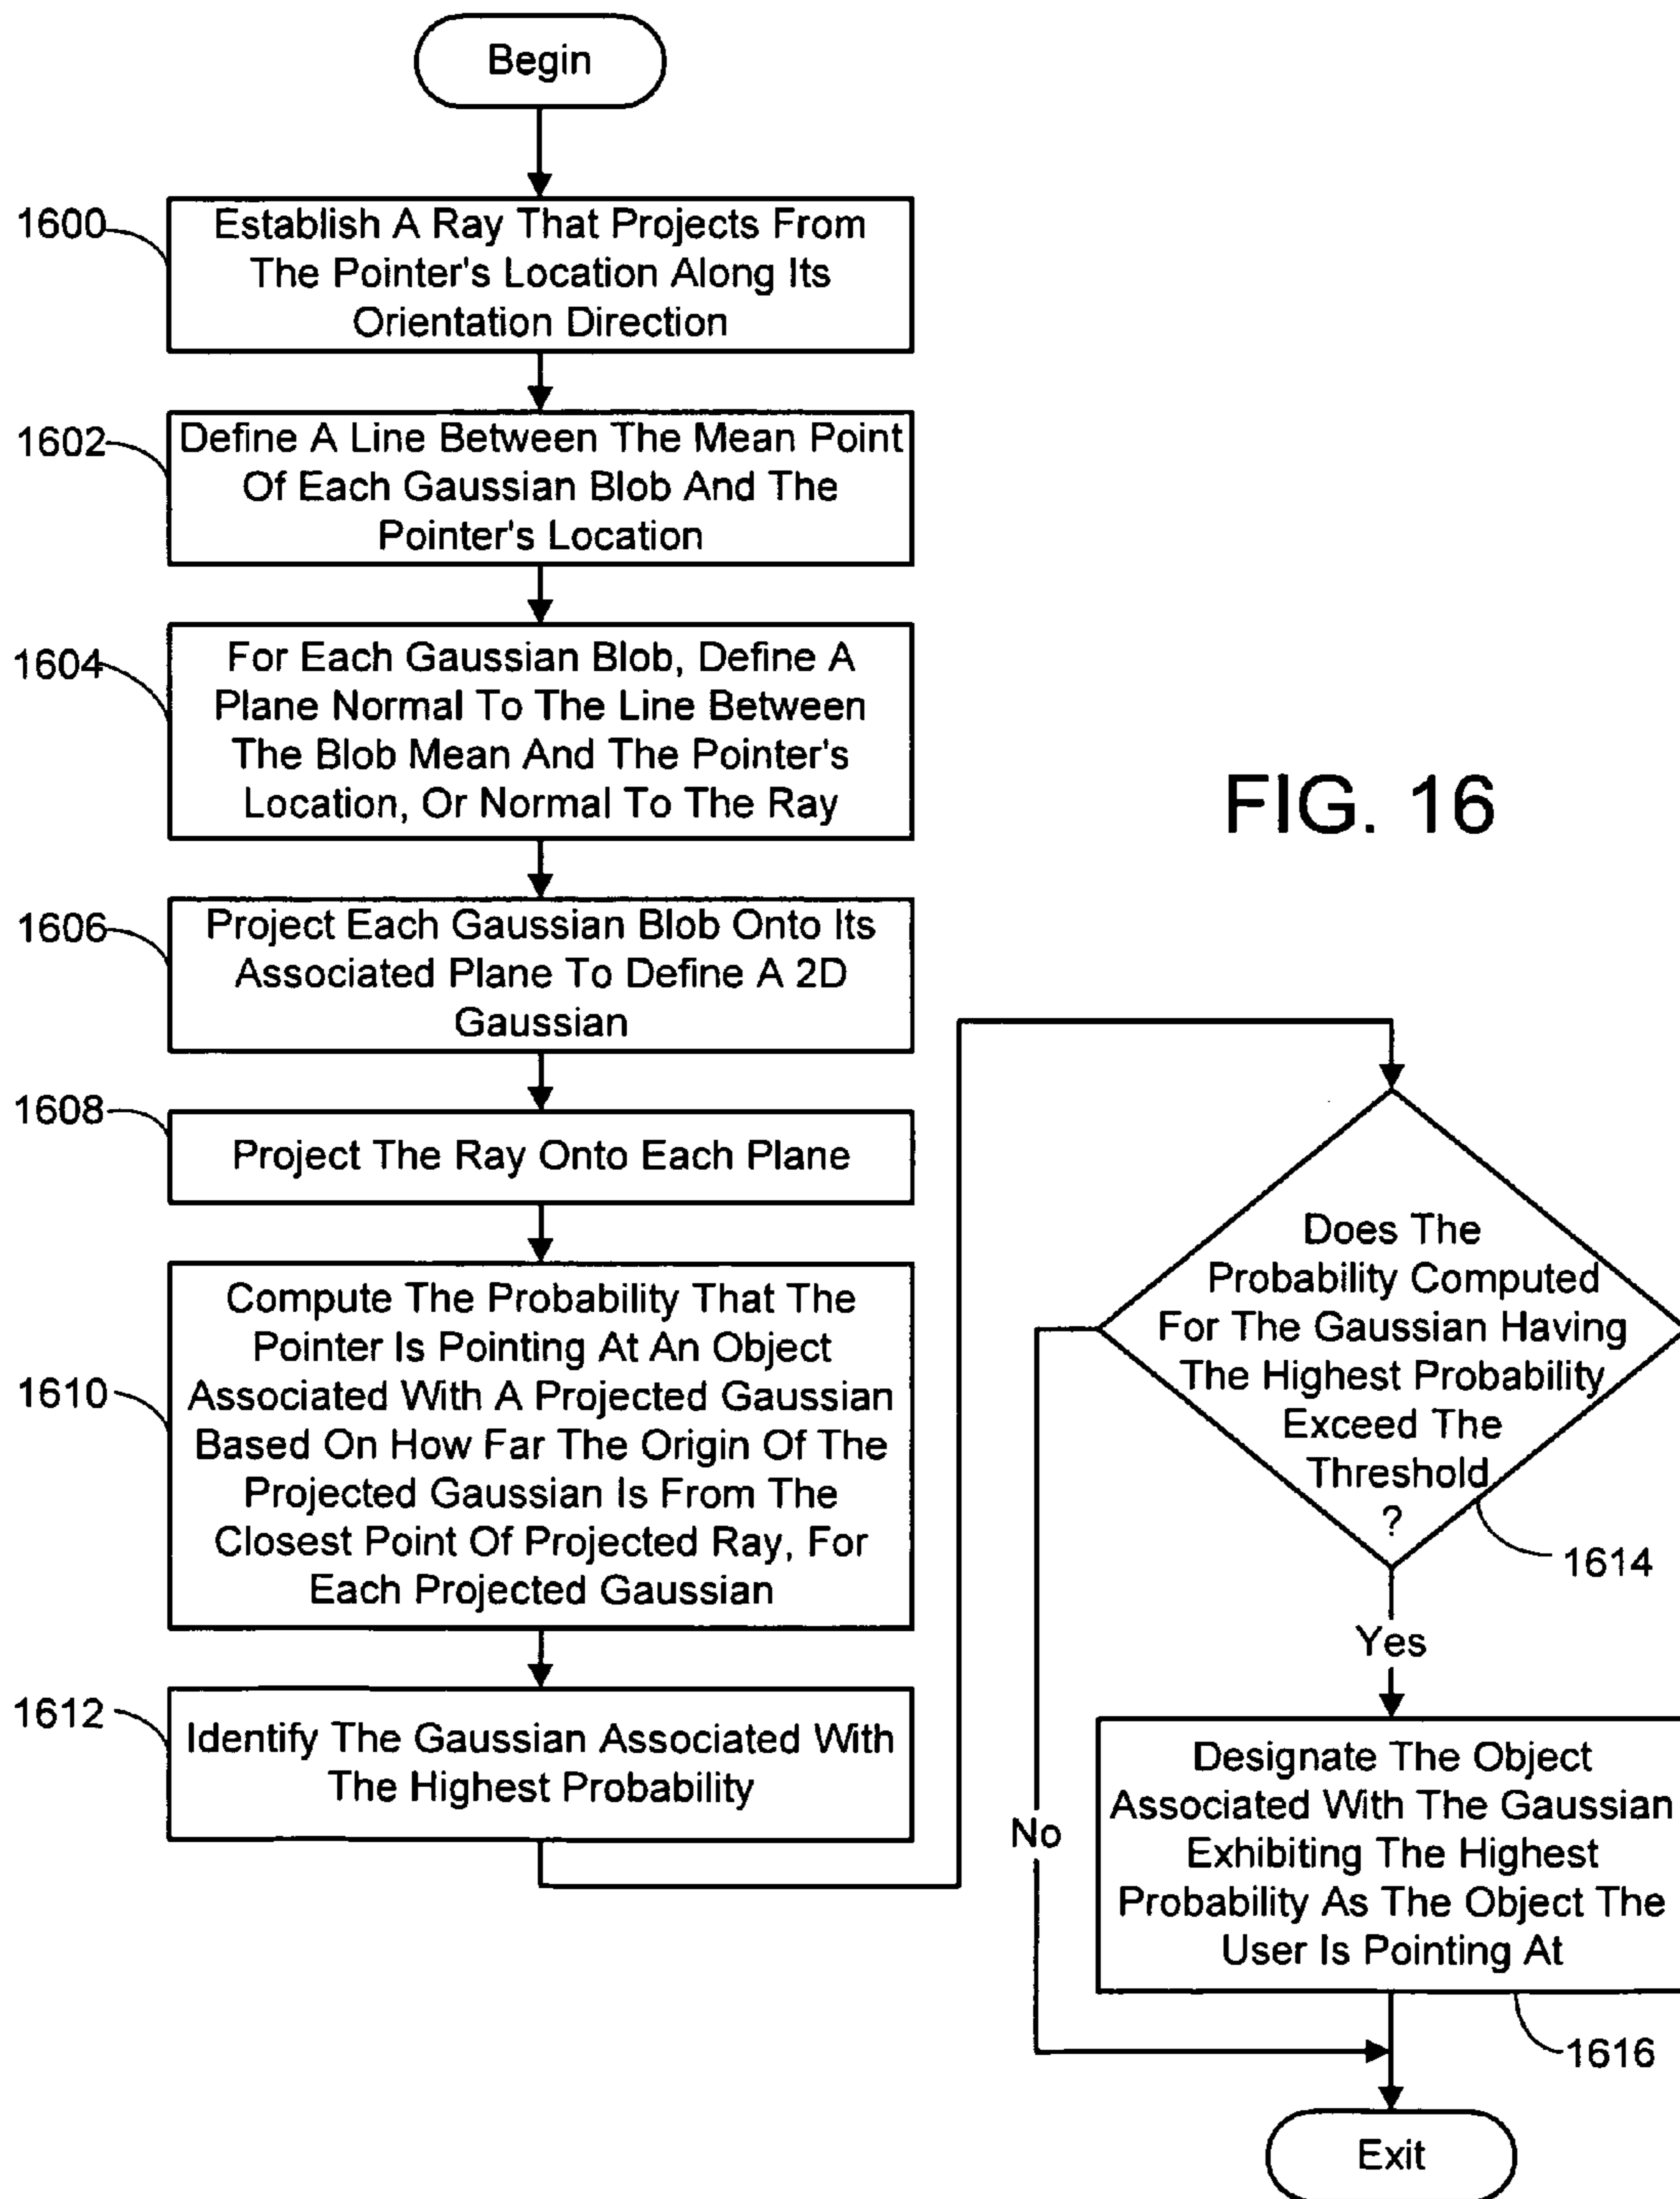 Begin
1600
Establish A Ray That Projects From
The Pointer's Location Along Its
Orientation Direction
1602
Define A Line Between The Mean Point
Of Each Gaussian Blob And The
Pointer's Location
1604
For Each Gaussian Blob, Define A
Plane Normal To The Line Between
The Blob Mean And The Pointer's
Location, Or Normal To The Ray
1606
Project Each Gaussian Blob Onto Its
Associated Plane To Define A 2D
Gaussian
1608
Project The Ray Onto Each Plane
1610
Compute The Probability That The
Pointer Is Pointing At An Object
Associated With A Projected Gaussian
Based On How Far The Origin Of The
Projected Gaussian Is From The
Closest Point Of Projected Ray, For
Each Projected Gaussian
1612
Identify The Gaussian Associated With
The Highest Probability
FIG. 16
Does The
Probability Computed
For The Gaussian Having
The Highest Probability
Exceed The
Threshold
?
1614
Yes
No
Designate The Object
Associated With The Gaussian
Exhibiting The Highest
Probability As The Object The
User Is Pointing At
1616
Exit